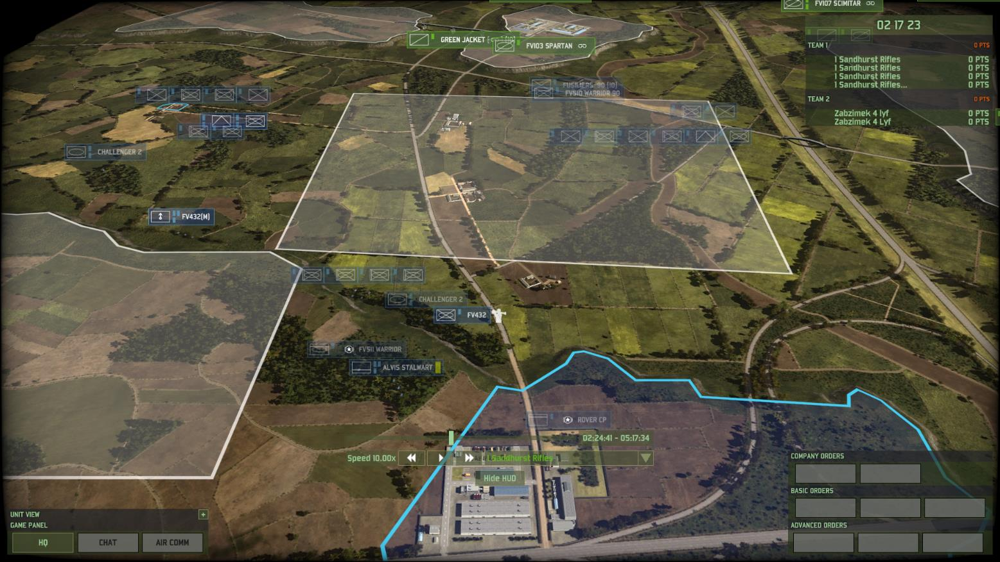 FV107 SCIMITAR
02 17 23
GREEN JACKET
FV103 SPARTAN
TEAM 1 0 PTS
1 Sandhurst Rifles 0 PTS
1 Sandhurst Rifles 0 PTS
1 Sandhurst Rifles 0 PTS
1 Sandhurst Rifles... 0 PTS
TEAM 2 0 PTS
Zabzimek 4 lyf 0 PTS
Zabzimek 4 Lyf 0 PTS
FUSILIERS '90 [10]
FV510 WARRIOR 90
CHALLENGER 2
FV432(M)
CHALLENGER 2
FV432
FV511 WARRIOR
ALVIS STALWART
ROVER CP
02:24:41 - 05:17:34
Speed 10.00x
1 Sandhurst Rifles
Hide HUD
COMPANY ORDERS
BASIC ORDERS
ADVANCED ORDERS
UNIT VIEW +
GAME PANEL
HQ CHAT AIR COMM